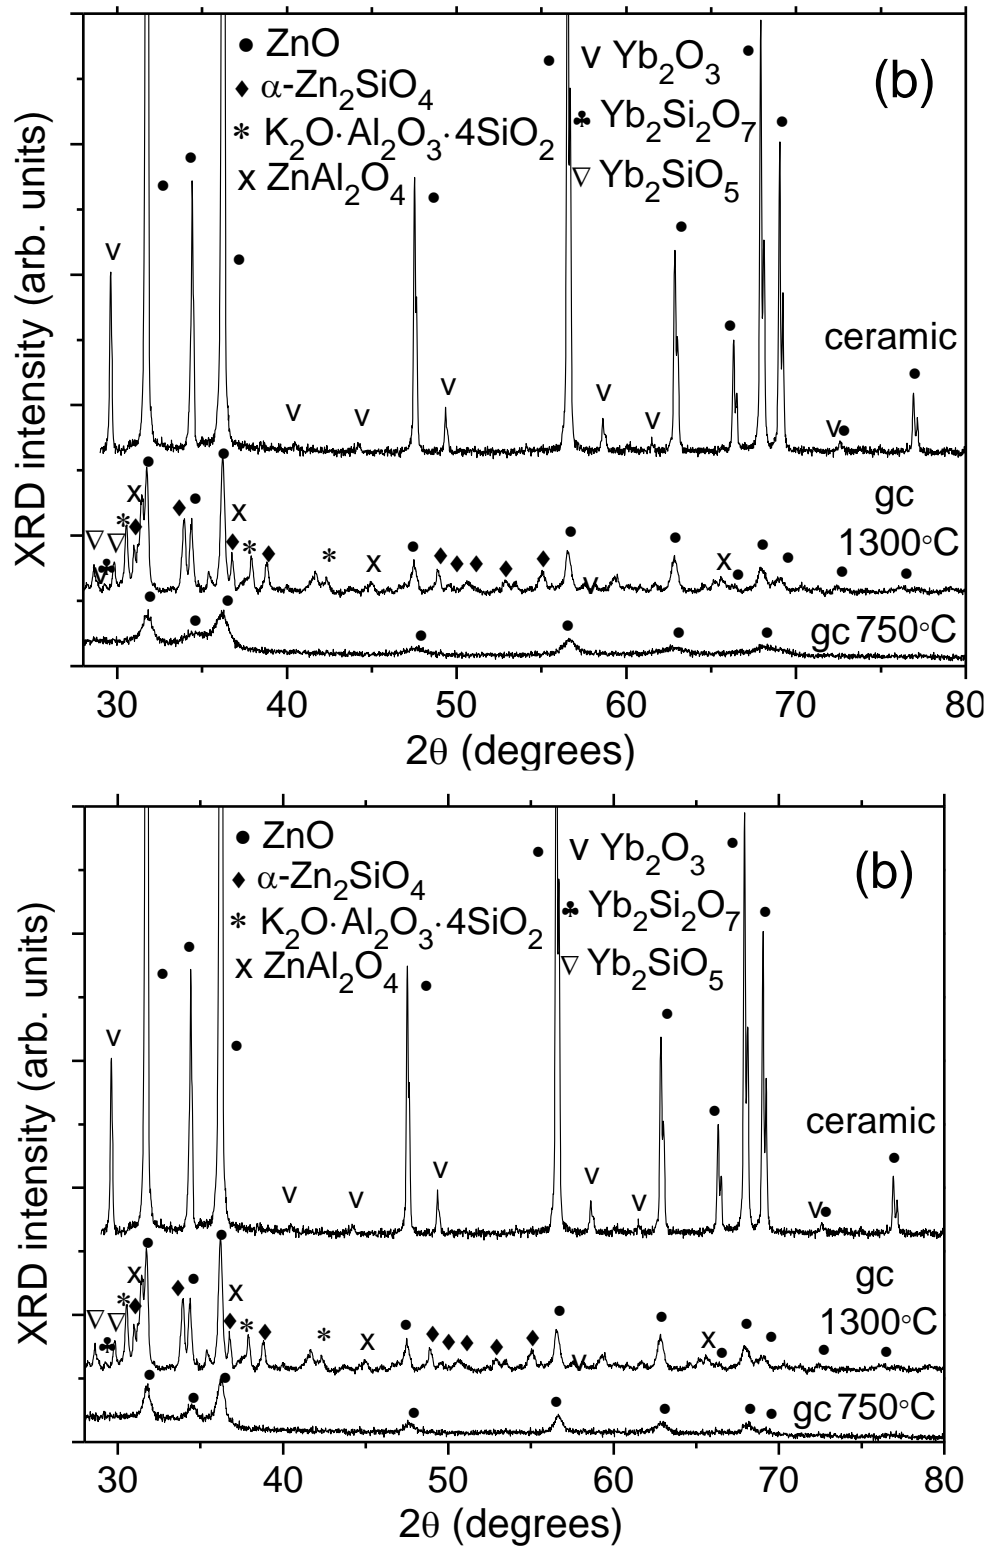 ● ZnO
♦ α-Zn2SiO4
* K2O·Al2O3·4SiO2
x ZnAl2O4
v Yb2O3
♣ Yb2Si2O7
▽ Yb2SiO5
(b)
XRD intensity (arb. units)
ceramic
gc
1300°C
gc 750°C
30 40 50 60 70 80
2θ (degrees)
● ZnO
♦ α-Zn2SiO4
* K2O·Al2O3·4SiO2
x ZnAl2O4
v Yb2O3
♣ Yb2Si2O7
▽ Yb2SiO5
(b)
XRD intensity (arb. units)
ceramic
gc
1300°C
gc 750°C
30 40 50 60 70 80
2θ (degrees)